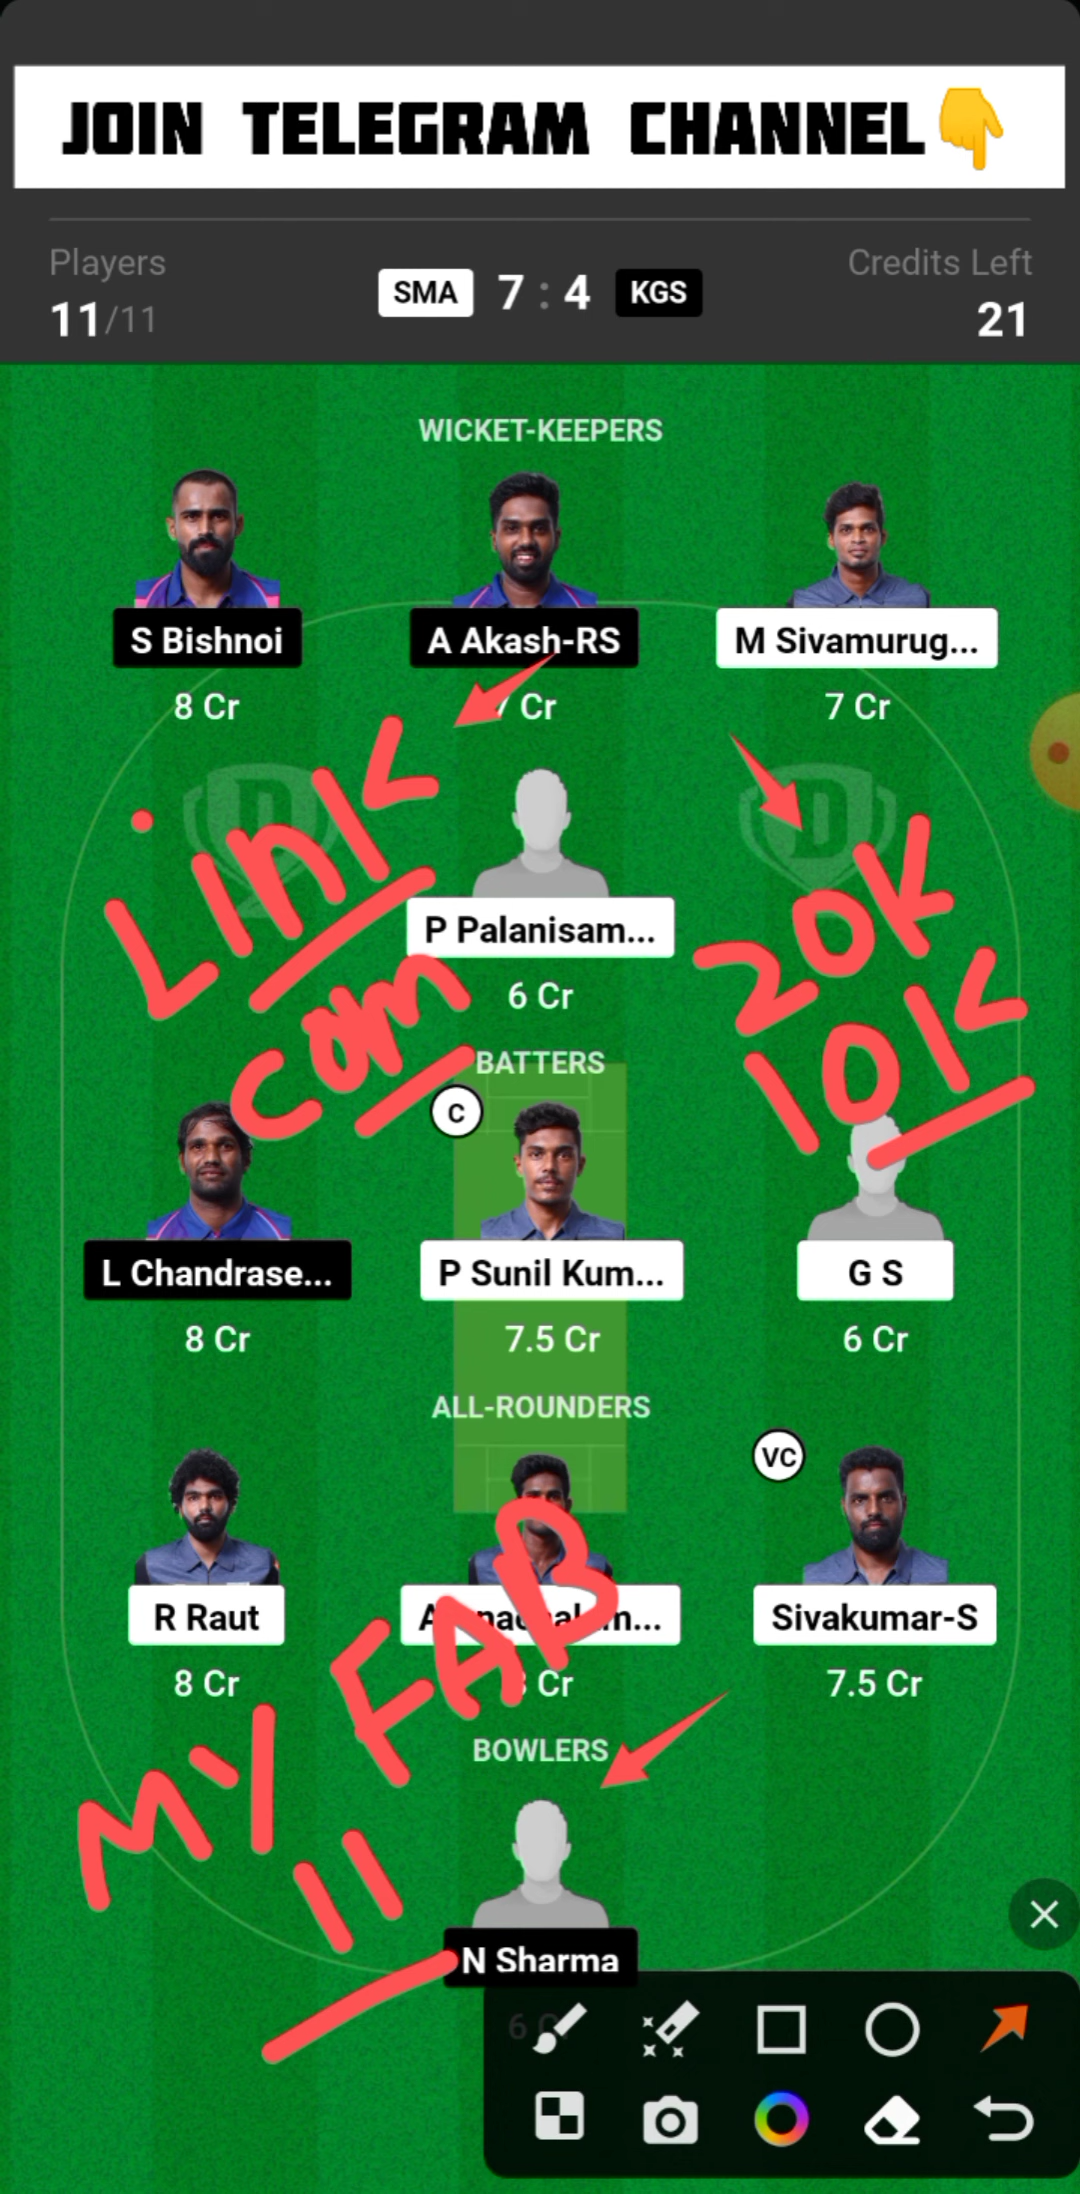 JOIN TELEGRAM CHANNEL👇
Players
Credits Left
11/11
SMA 7 : 4 KGS
21
WICKET-KEEPERS
S Bishnoi
A Akash-RS
M Sivamurug...
8 Cr
7 Cr
7 Cr
LINK
20K
P Palanisam...
6 Cr
com
10K
BATTERS
C
L Chandrase...
P Sunil Kum...
G S
8 Cr
7.5 Cr
6 Cr
ALL-ROUNDERS
VC
R Raut
Sivakumar-S
8 Cr
Cr
7.5 Cr
MY FAB
11
BOWLERS
N Sharma